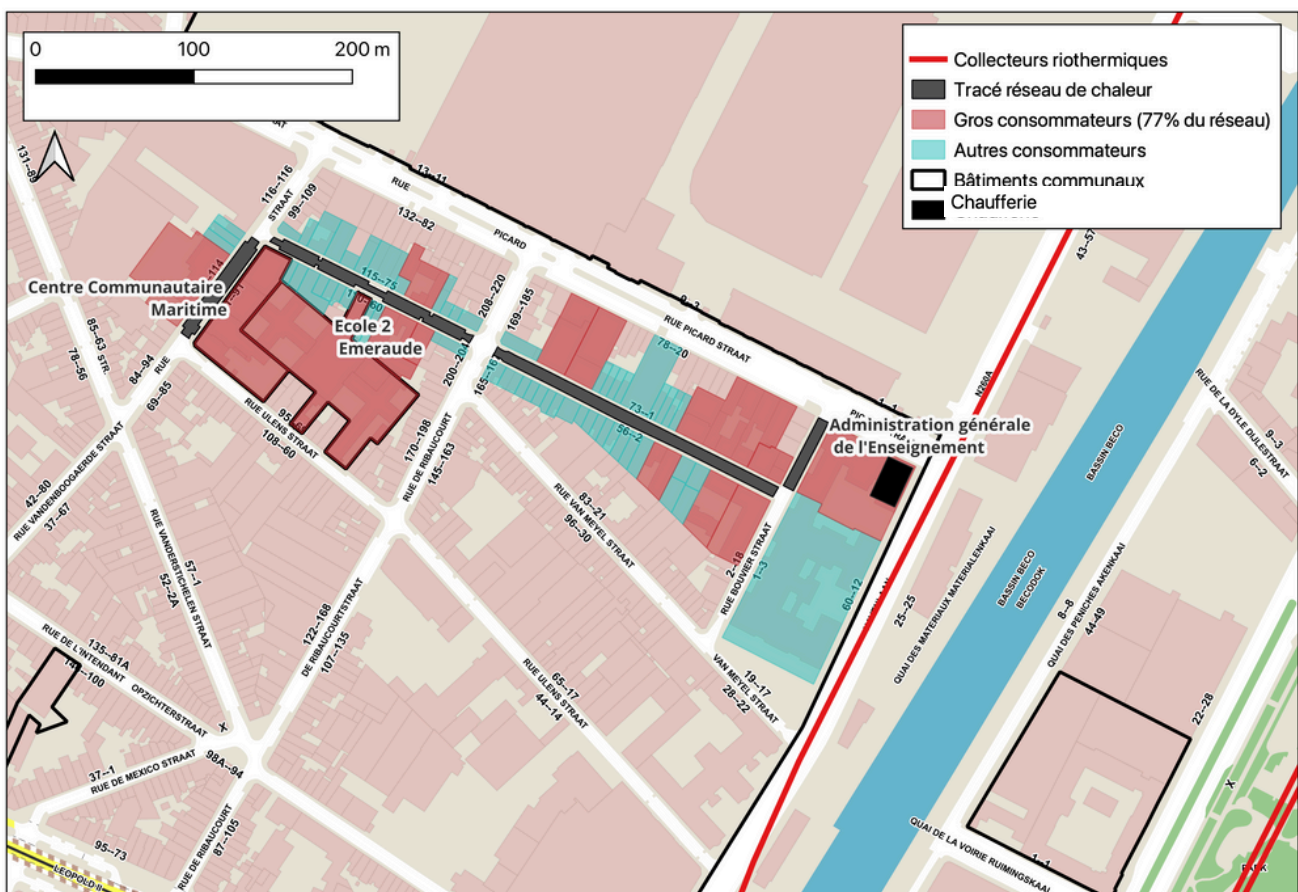 0 100 200 m
Collecteurs riothermiques
Tracé réseau de chaleur
Gros consommateurs (77% du réseau)
Autres consommateurs
Bâtiments communaux
Chaufferie
131--89
116--116
STRAAT
99--109
13--11
RUE
132--82
PICARD
43--57
N260A
114
115--75
208--220
169--185
9--3
RUE PICARD STRAAT
78--20
1--1
Centre Communautaire
Maritime
Ecole 2
Emeraude
Administration générale
de l'Enseignement
85--63 STR.
78--56
84--94
RUE
69--85
200--204
73--1
56--2
RUE ULENS STRAAT
108--60
170--198
RUE DE RIBAUCOURT
145--163
RUE DE LA DYLE DIJLESTRAAT
9--3
6--2
BASSIN BECO
42--80
RUE VANDENBOOGAERDE STRAAT
37--67
83--21
RUE VAN MEYEL STRAAT
96--30
2--18
RUE BOUVIER STRAAT
1--3
60--12
25--25
QUAI DES MATERIAUX MATERIALENKAAI
BASSIN BECO
BECODOK
8--8
QUAI DES PENICHES AKENKAAI
44--49
RUE VANDERSTICHELEN STRAAT
57--1
52--2A
122--168
DE RIBAUCOURTSTRAAT
107--135
135--81A
RUE DE L'INTENDANT OPZICHTERSTRAAT
65--17
RUE ULENS STRAAT
44--14
19--17
VAN MEYEL STRAAT
28--22
22--28
X
98A--94
37--1
RUE DE MEXICO STRAAT
RUE DE RIBAUCOURT
87--105
95--73
LEOPOLD II
QUAI DE LA VOIRIE RUIMINGSKAAI
1--1
X
PARK